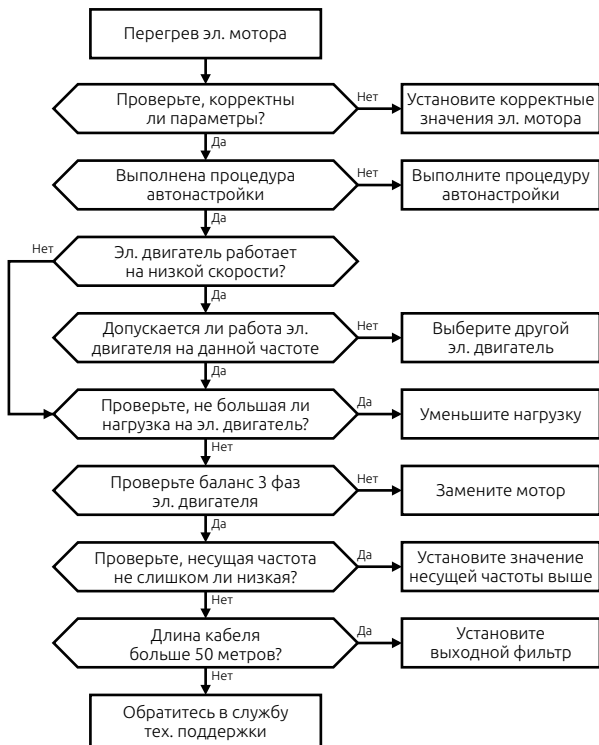 Перегрев эл. мотора
Проверьте, корректны
ли параметры?
Нет
Установите корректные
значения эл. мотора
Да
Выполнена процедура
автонастройки
Нет
Выполните процедуру
автонастройки
Да
Нет
Эл. двигатель работает
на низкой скорости?
Да
Допускается ли работа эл.
двигателя на данной частоте
Нет
Выберите другой
эл. двигатель
Да
Проверьте, не большая ли
нагрузка на эл. двигатель?
Да
Уменьшите нагрузку
Нет
Проверьте баланс 3 фаз
эл. двигателя
Нет
Замените мотор
Да
Проверьте, несущая частота
не слишком ли низкая?
Да
Установите значение
несущей частоты выше
Нет
Длина кабеля
больше 50 метров?
Да
Установите
выходной фильтр
Нет
Обратитесь в службу
тех. поддержки